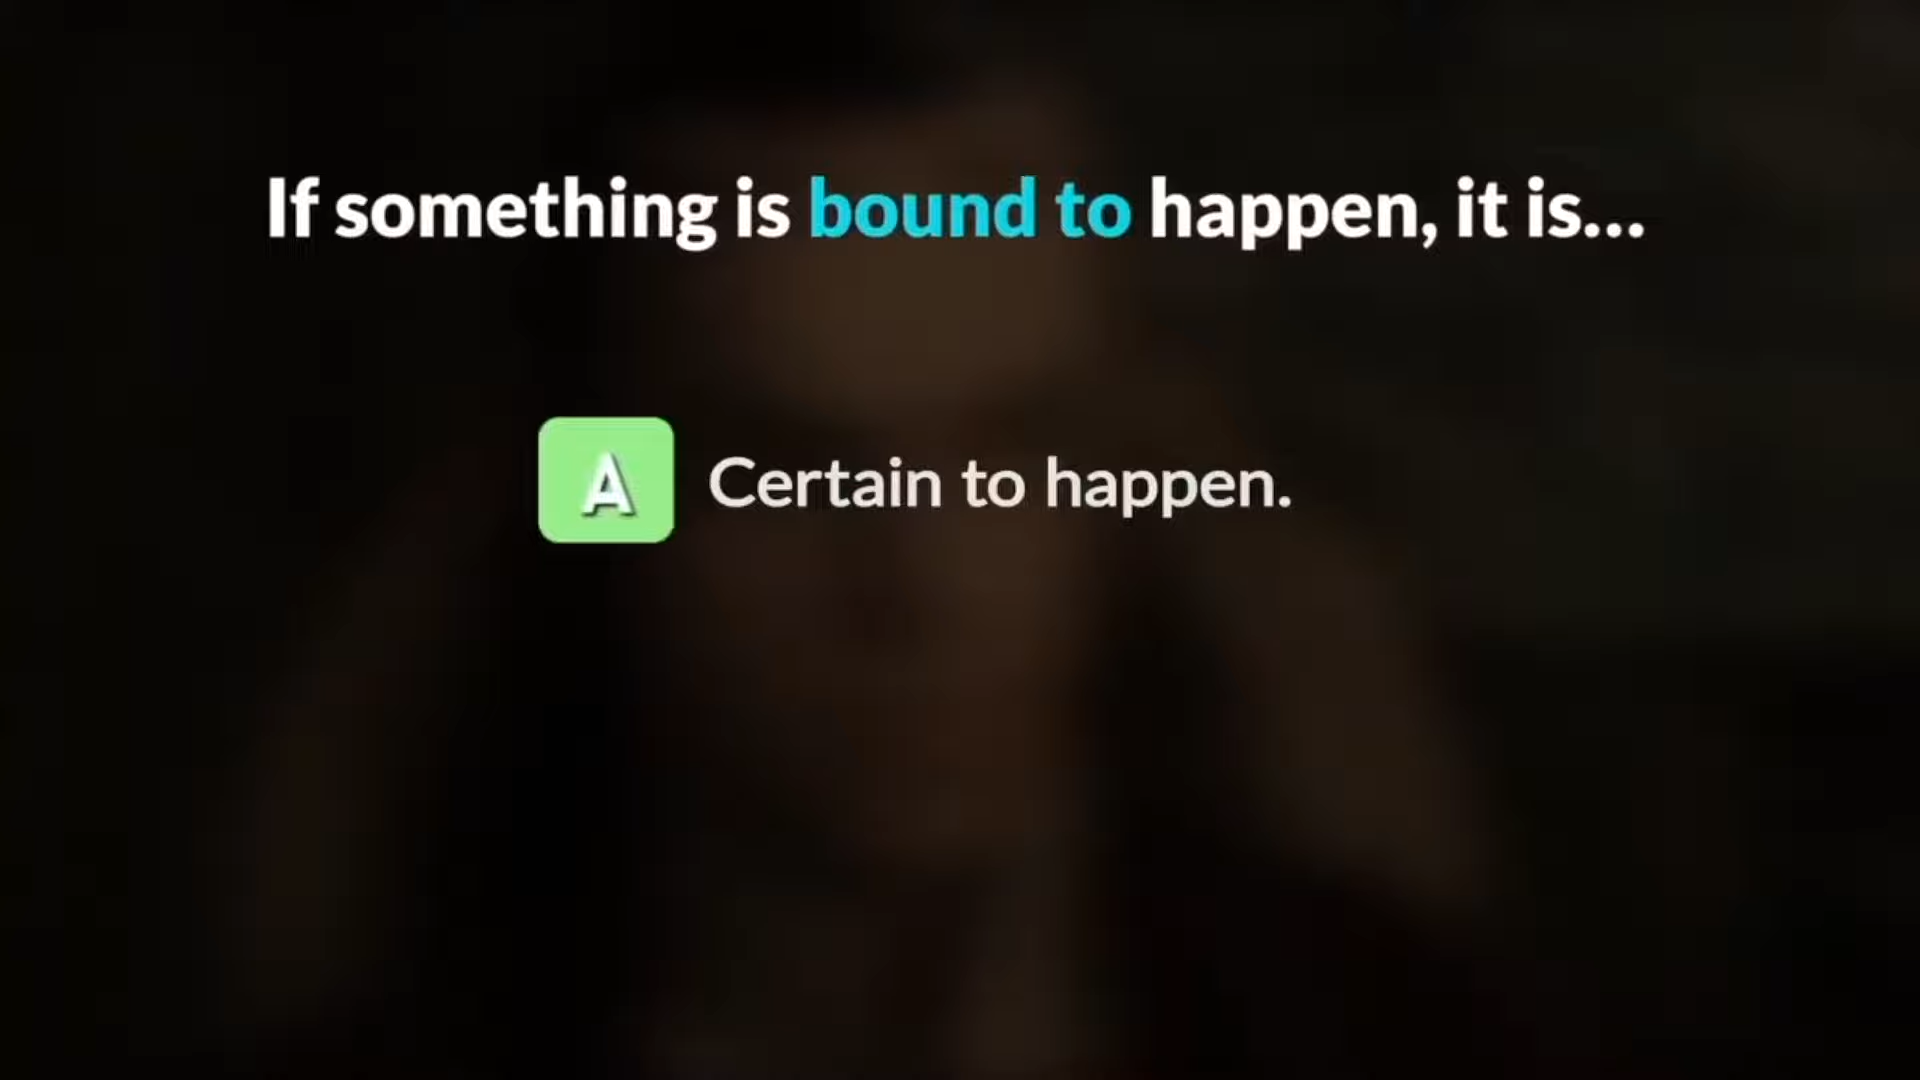 If something is bound to happen, it is...
A Certain to happen.